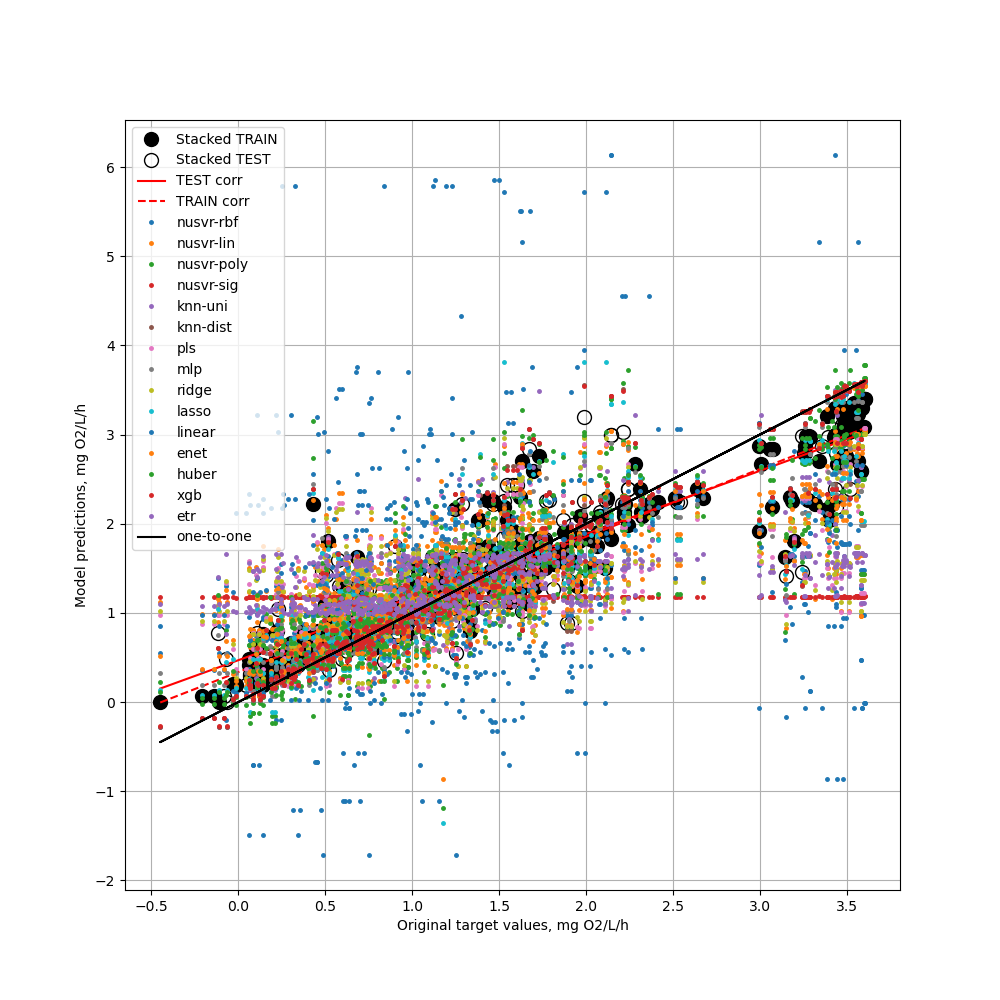 Stacked TRAIN
Stacked TEST
TEST corr
TRAIN corr
nusvr-rbf
nusvr-lin
nusvr-poly
nusvr-sig
knn-uni
knn-dist
pls
mlp
ridge
lasso
linear
enet
huber
xgb
etr
one-to-one
6
5
4
3
2
1
0
−1
−2
Model predictions, mg O2/L/h
−0.5 0.0 0.5 1.0 1.5 2.0 2.5 3.0 3.5
Original target values, mg O2/L/h